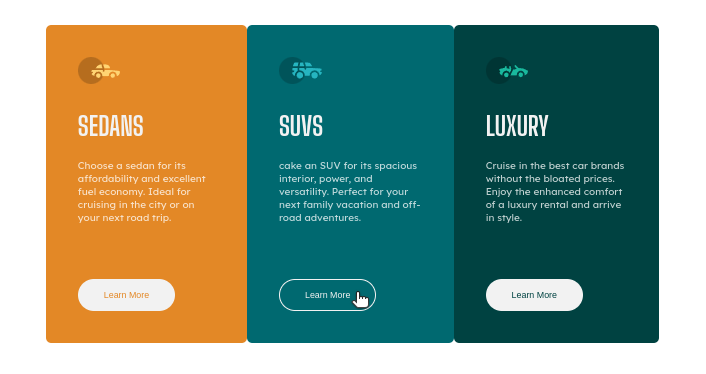 SEDANS
Choose a sedan for its
affordability and excellent
fuel economy. Ideal for
cruising in the city or on
your next road trip.
Learn More
SUVS
cake an SUV for its spacious
interior, power, and
versatility. Perfect for your
next family vacation and off-
road adventures.
Learn More
LUXURY
Cruise in the best car brands
without the bloated prices.
Enjoy the enhanced comfort
of a luxury rental and arrive
in style.
Learn More